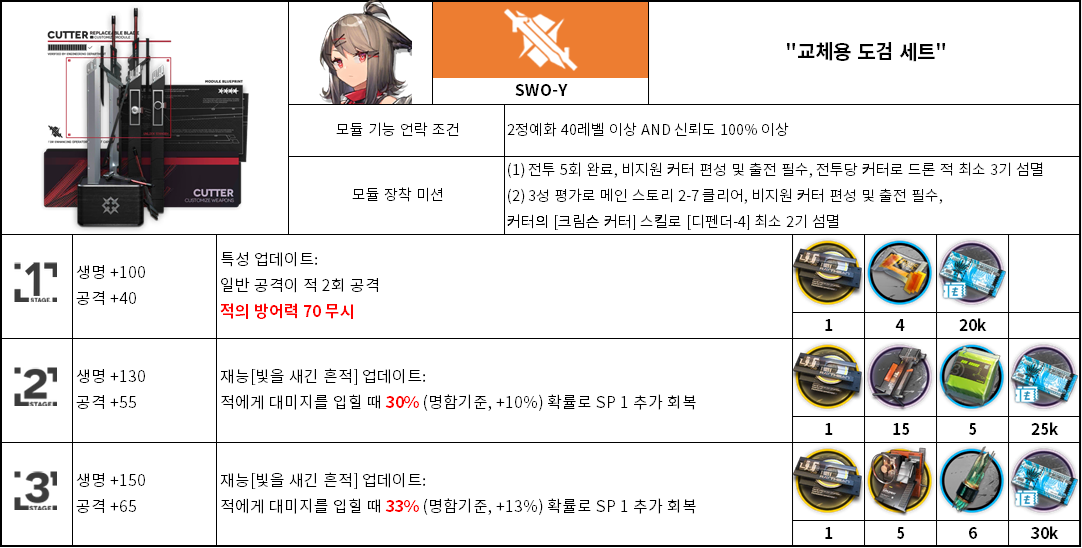 CUTTER REPLACEABLE BLADE
CUSTOMIZE MODULE
MODULE BLUEPRINT
CUTTER
CUSTOMIZE WEAPONS
SWO-Y
"교체용 도검 세트"
모듈 기능 언락 조건
2정예화 40레벨 이상 AND 신뢰도 100% 이상
모듈 장착 미션
(1) 전투 5회 완료, 비지원 커터 편성 및 출전 필수, 전투당 커터로 드론 적 최소 3기 섬멸
(2) 3성 평가로 메인 스토리 2-7 클리어, 비지원 커터 편성 및 출전 필수,
커터의 [크림슨 커터] 스킬로 [디펜더-4] 최소 2기 섬멸
1
STAGE.
생명 +100
공격 +40
특성 업데이트:
일반 공격이 적 2회 공격
적의 방어력 70 무시
1 4 20k
2
STAGE.
생명 +130
공격 +55
재능[빛을 새긴 흔적] 업데이트:
적에게 대미지를 입힐 때 30% (명함기준, +10%) 확률로 SP 1 추가 회복
1 15 5 25k
3
STAGE.
생명 +150
공격 +65
재능[빛을 새긴 흔적] 업데이트:
적에게 대미지를 입힐 때 33% (명함기준, +13%) 확률로 SP 1 추가 회복
1 5 6 30k